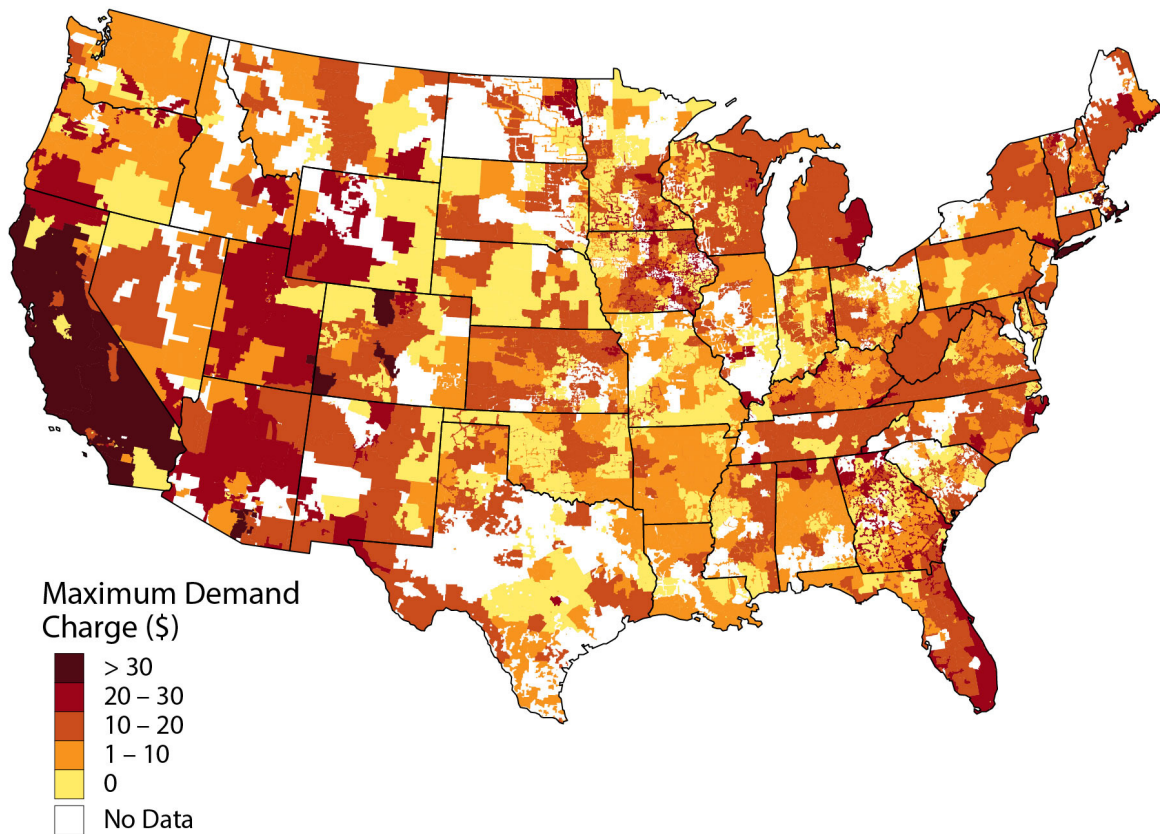 Maximum Demand
Charge ($)
> 30
20 – 30
10 – 20
1 – 10
0
No Data